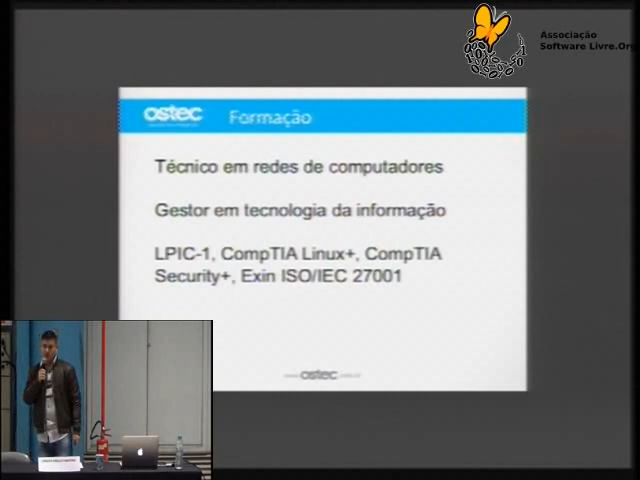 Associação
Software Livre.Org
ostec
Formação
Técnico em redes de computadores
Gestor em tecnologia da informação
LPIC-1, CompTIA Linux+, CompTIA
Security+, Exin ISO/IEC 27001
ostec